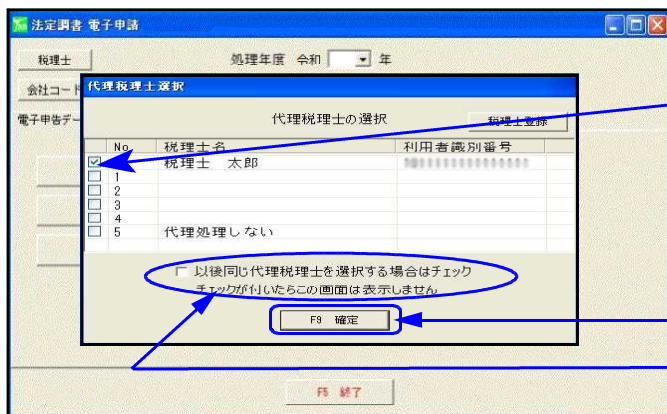 法定調書 電子申請
税理士
処理年度 令和 年
会社コード
代理税理士選択
電子申告デー
代理税理士の選択
税理士登録
No 税理士名 利用者識別番号
税理士 太郎
1
2
3
4
5 代理処理しない
以後同じ代理税理士を選択する場合はチェック
チェックが付いたらこの画面は表示しません
F9 確定
F5 終了